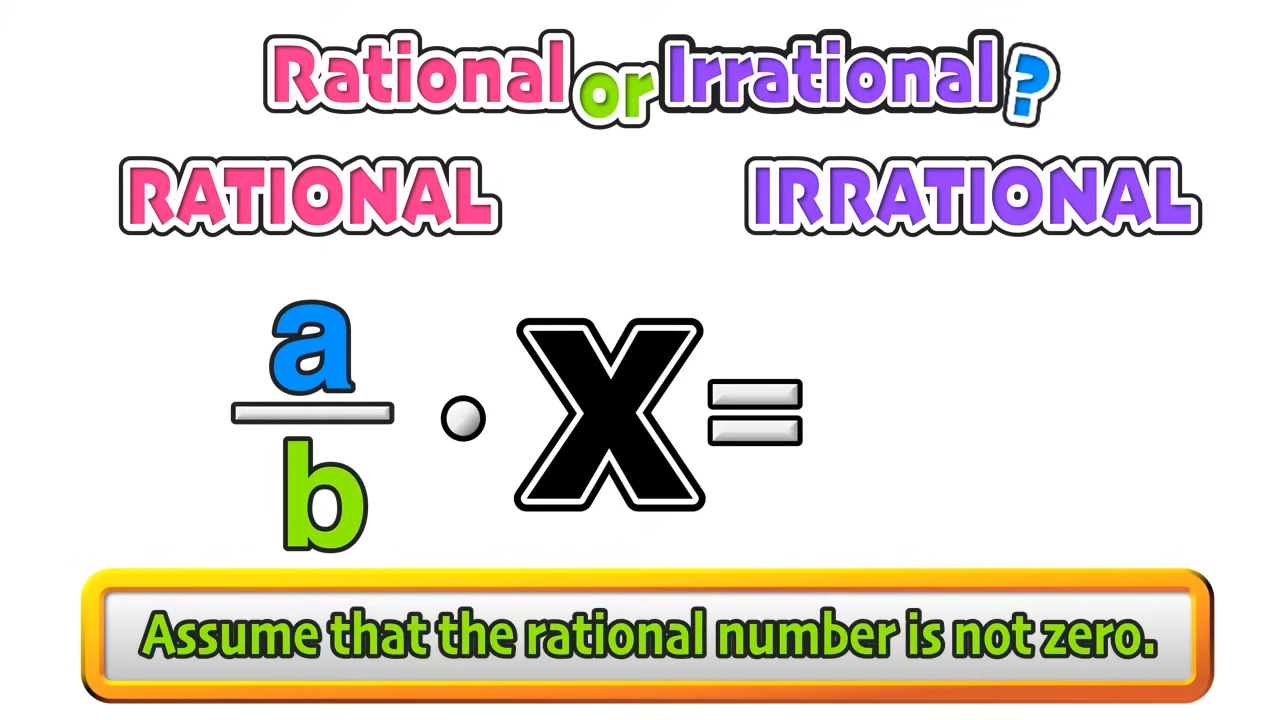 Rational or Irrational?
RATIONAL IRRATIONAL
a
b
· X =
Assume that the rational number is not zero.